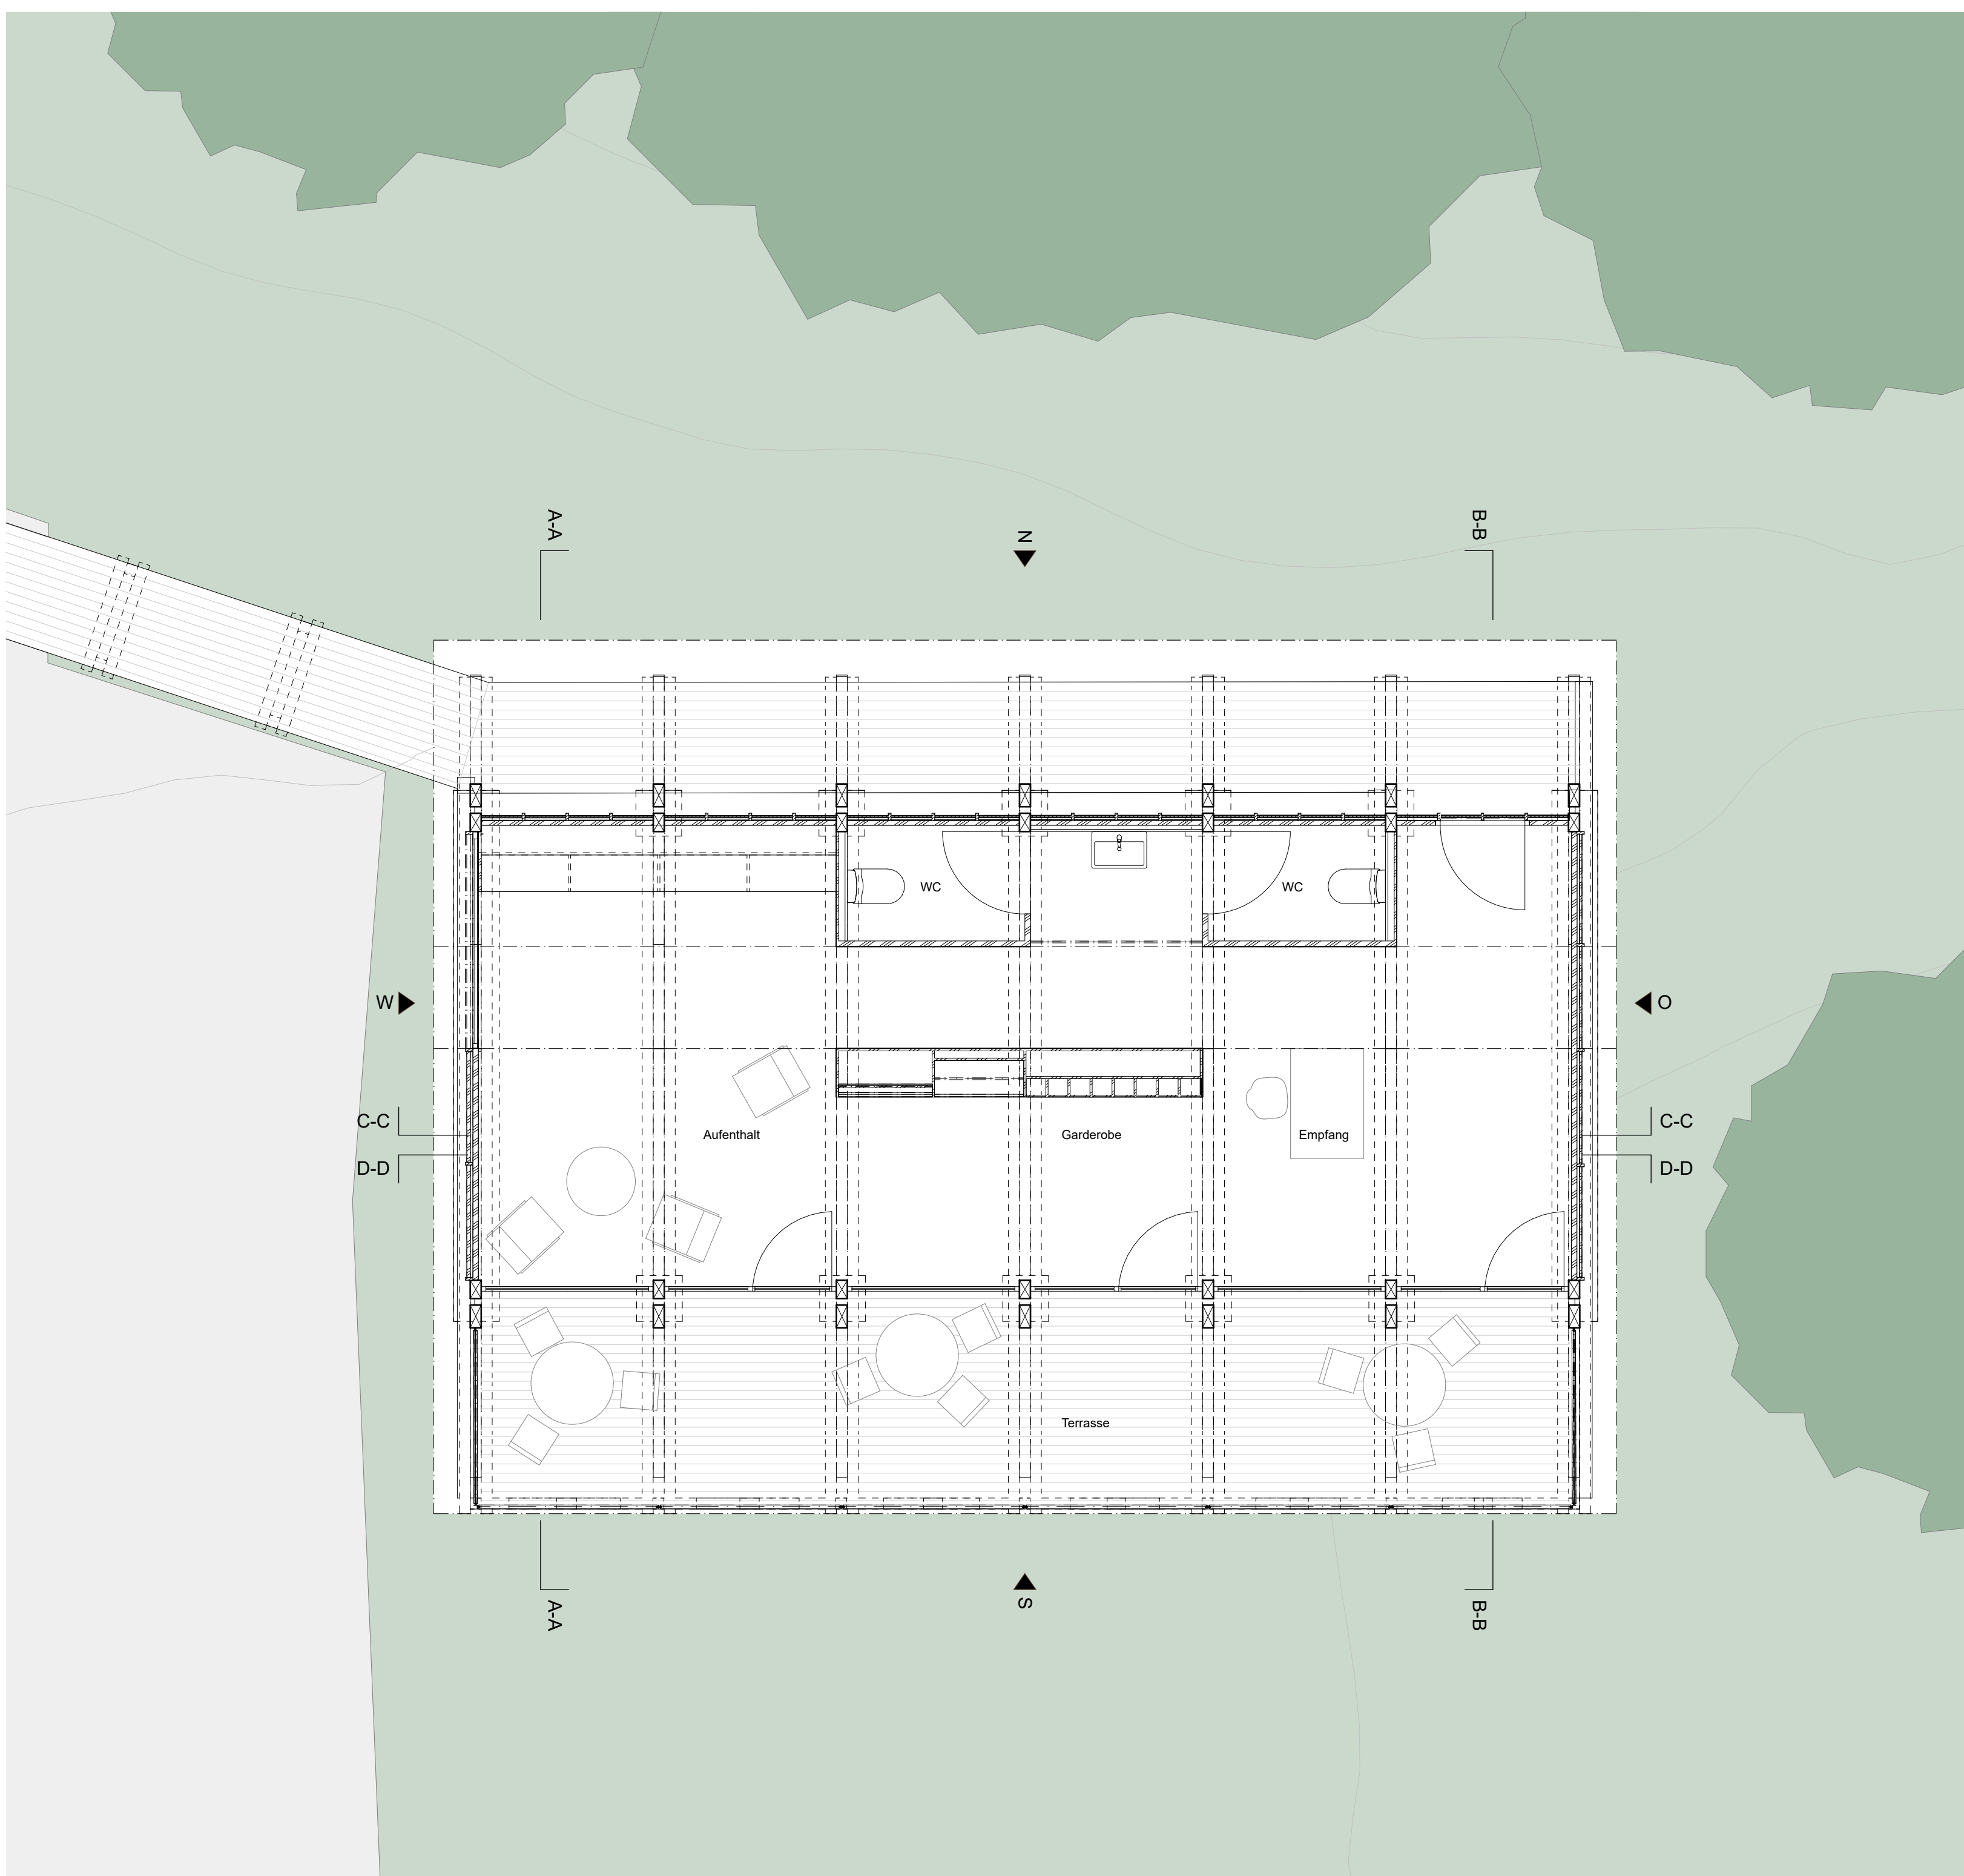 A-A
N
B-B
WC
WC
W
O
C-C
C-C
Aufenthalt
Garderobe
Empfang
D-D
D-D
Terrasse
A-A
S
B-B